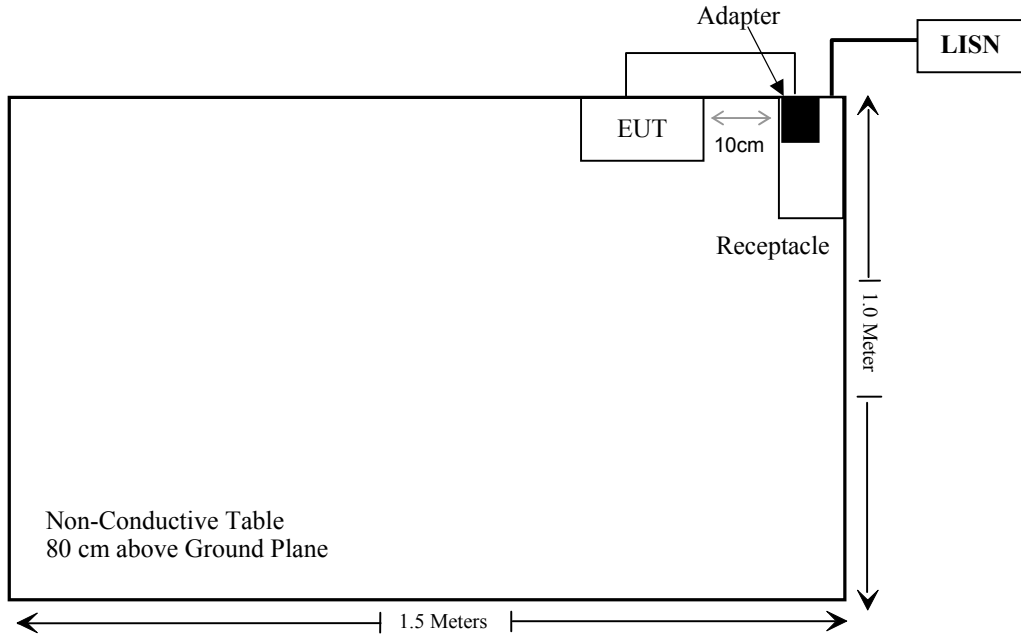 Adapter
LISN
EUT
10cm
Receptacle
1.0 Meter
Non-Conductive Table
80 cm above Ground Plane
1.5 Meters